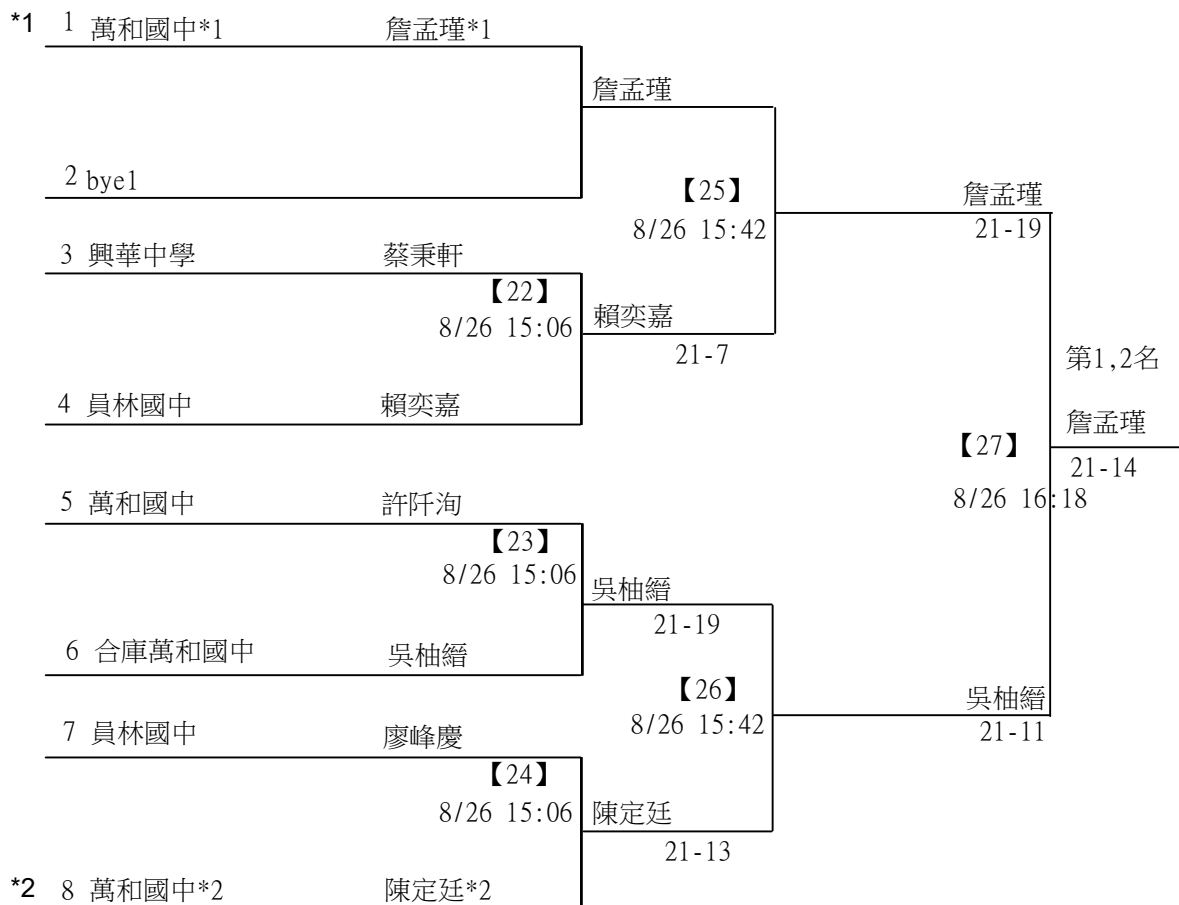 *1 1 萬和國中*1 詹孟瑾*1
詹孟瑾
2 bye1
【25】
8/26 15:42
詹孟瑾
21-19
3 興華中學 蔡秉軒
【22】
8/26 15:06
賴奕嘉
21-7
4 員林國中 賴奕嘉
第1,2名
詹孟瑾
【27】
21-14
8/26 16:18
5 萬和國中 許阡洵
【23】
8/26 15:06
吳柚縉
21-19
6 合庫萬和國中 吳柚縉
【26】
8/26 15:42
吳柚縉
21-11
7 員林國中 廖峰慶
【24】
8/26 15:06
陳定廷
21-13
*2 8 萬和國中*2 陳定廷*2